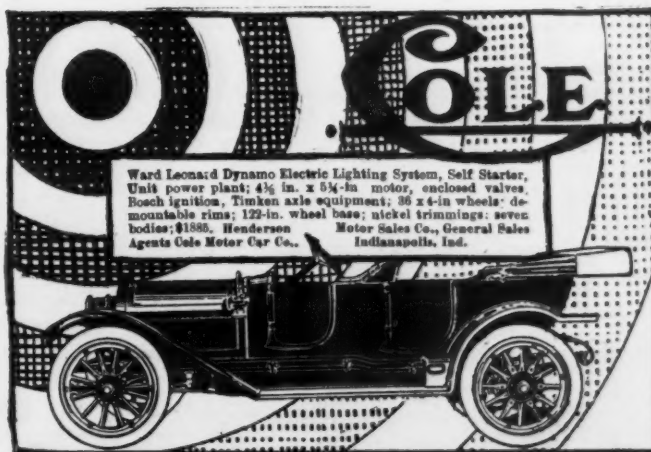 COLE
Ward Leonard Dynamo Electric Lighting System, Self Starter,
Unit power plant; 4⅛ in. x 5¼-in motor, enclosed valves,
Bosch ignition, Timken axle equipment; 36 x 4-in wheels; de-
mountable rims; 122-in. wheel base; nickel trimmings; seven
bodies; $1885. Henderson Motor Sales Co., General Sales
Agents Cole Motor Car Co., Indianapolis, Ind.